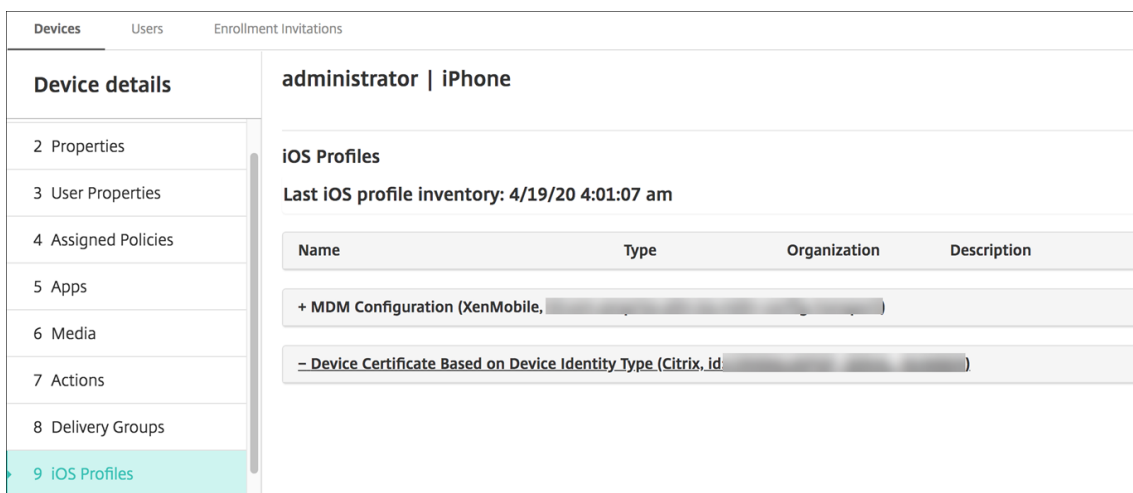 Devices Users Enrollment Invitations
Device details
administrator | iPhone
2 Properties
3 User Properties
4 Assigned Policies
5 Apps
6 Media
7 Actions
8 Delivery Groups
9 iOS Profiles
iOS Profiles
Last iOS profile inventory: 4/19/20 4:01:07 am
Name Type Organization Description
+ MDM Configuration (XenMobile, )
– Device Certificate Based on Device Identity Type (Citrix, id: )